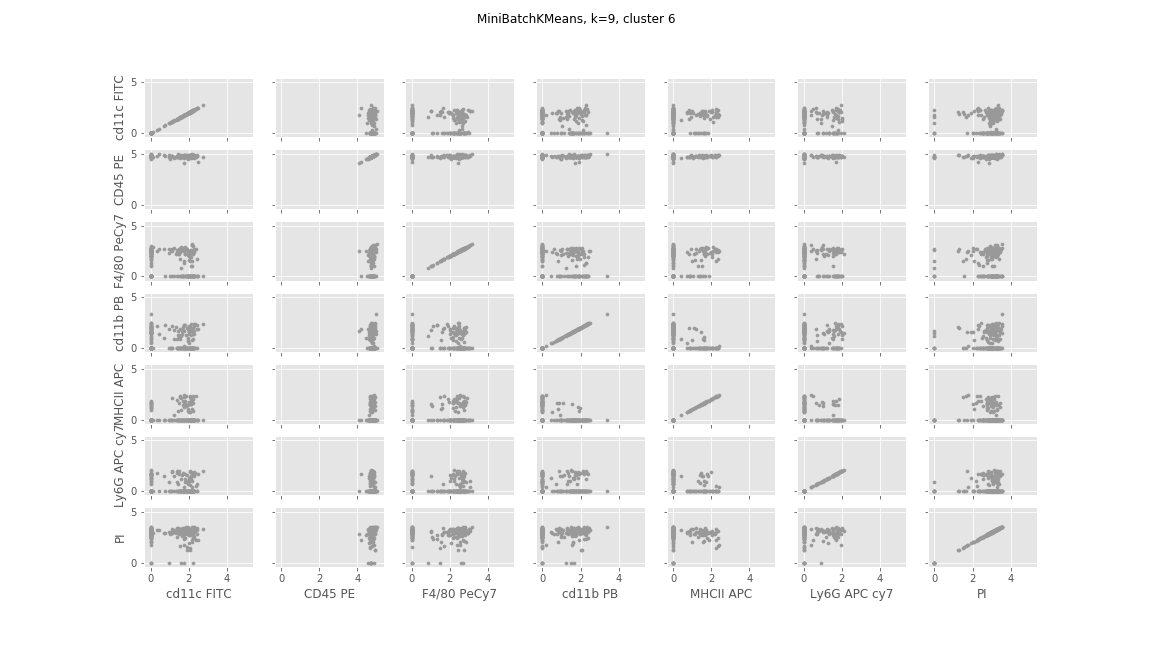 MiniBatchKMeans, k=9, cluster 6
cd11c FITC
5
0
CD45 PE
5
0
F4/80 PeCy7
5
0
cd11b PB
5
0
MHCII APC
5
0
Ly6G APC cy7
5
0
PI
5
0
0 2 4 0 2 4 0 2 4 0 2 4 0 2 4 0 2 4 0 2 4
cd11c FITC CD45 PE F4/80 PeCy7 cd11b PB MHCII APC Ly6G APC cy7 PI